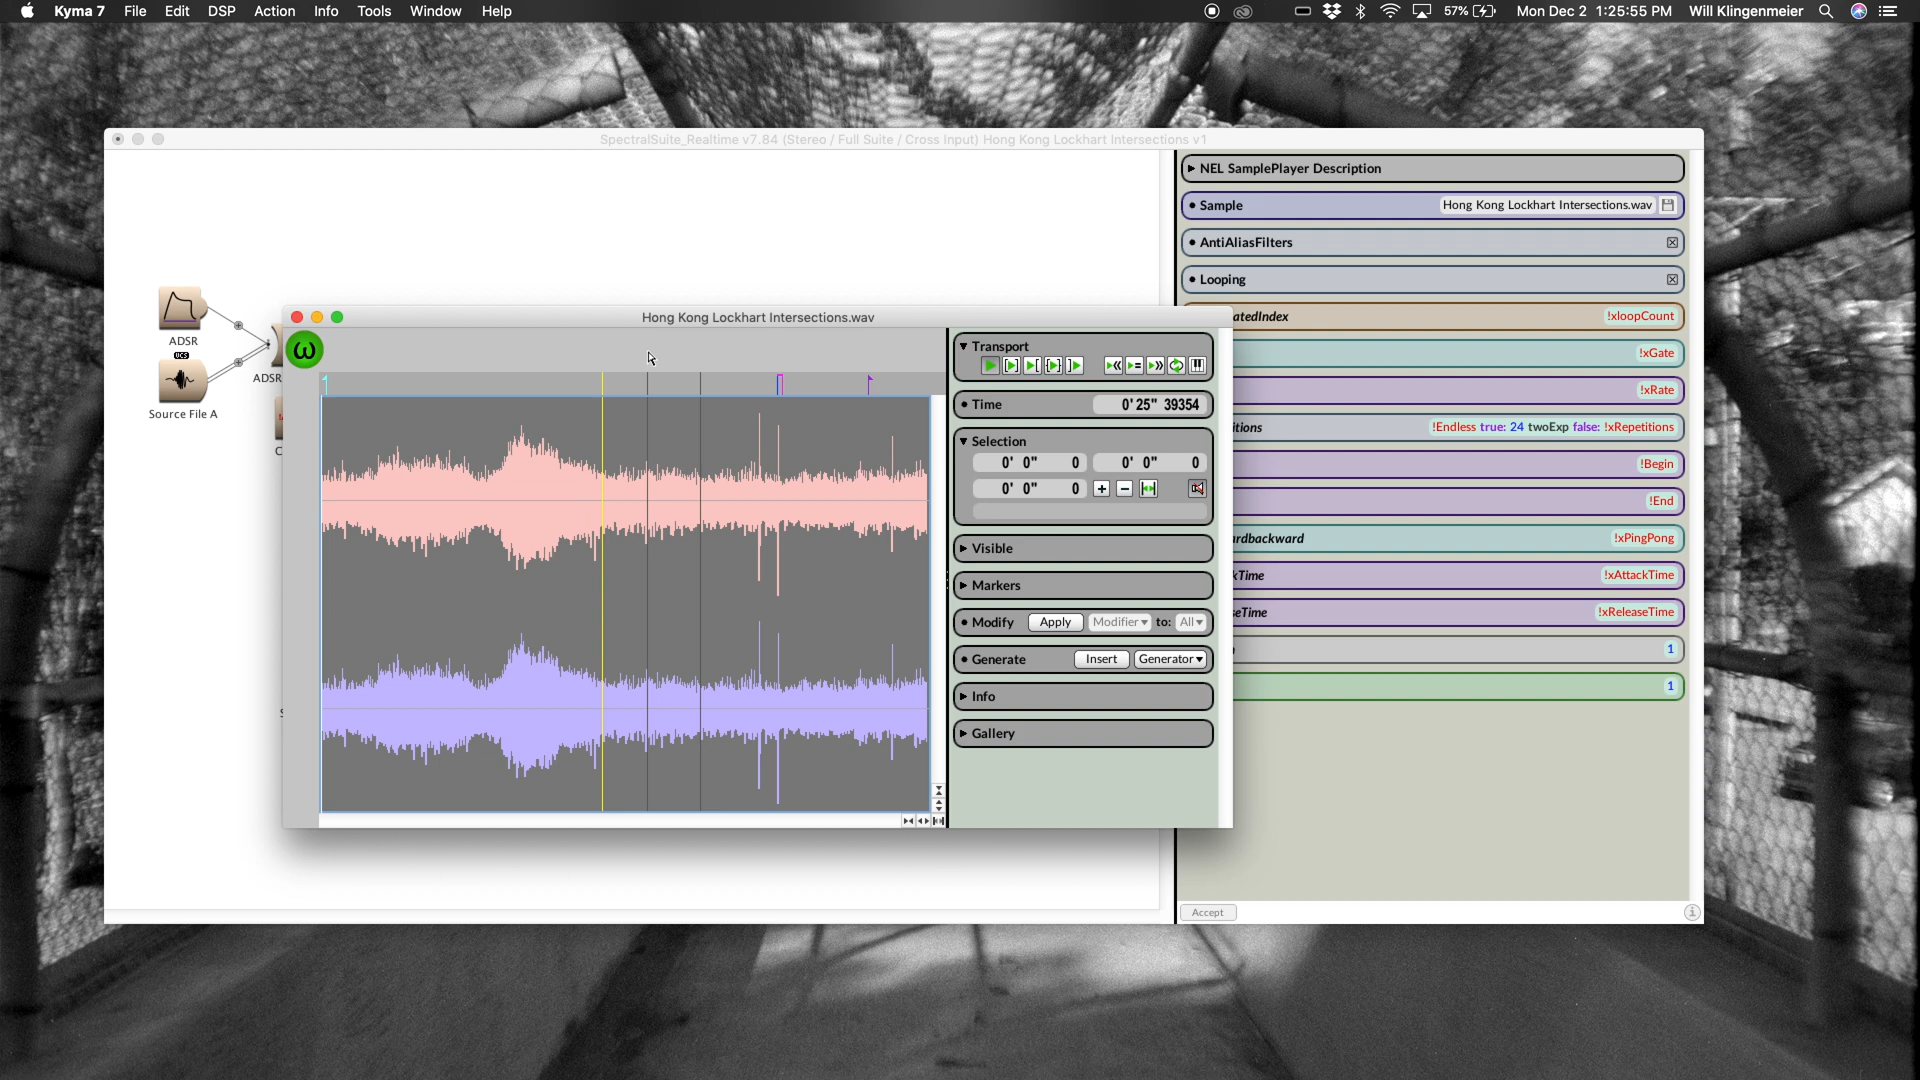 Kyma 7 File Edit DSP Action Info Tools Window Help
57% Mon Dec 2 1:25:55 PM Will Klingenmeier
SpectralSuite_Realtime v7.84 (Stereo / Full Suite / Cross Input) Hong Kong Lockhart Intersections v1
NEL SamplePlayer Description
Sample Hong Kong Lockhart Intersections.wav
AntiAliasFilters
Looping
atedIndex !xloopCount
!xGate
!xRate
itions !Endless true: 24 twoExp false: !xRepetitions
!Begin
!End
ardbackward !xPingPong
kTime !xAttackTime
seTime !xReleaseTime
1
1
Accept
ADSR
UCS
Source File A
ADSR
C
S
Hong Kong Lockhart Intersections.wav
ω
Transport
Time 0' 25" 39354
Selection
0' 0" 0 0' 0" 0
0' 0" 0 + −
Visible
Markers
Modify Apply Modifier to: All
Generate Insert Generator
Info
Gallery